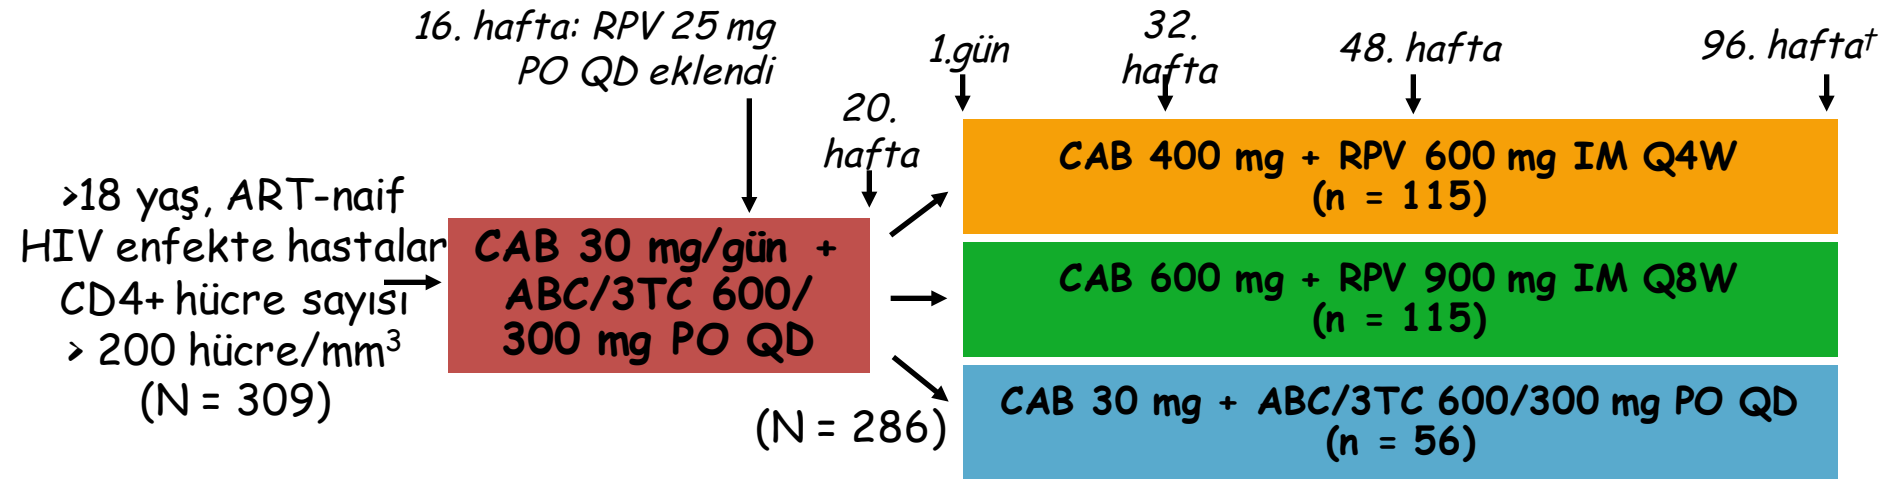 16. hafta: RPV 25 mg
PO QD eklendi
20.
hafta
1.gün
32.
hafta
48. hafta
96. hafta†
>18 yaş, ART-naif
HIV enfekte hastalar
CD4+ hücre sayısı
> 200 hücre/mm³
(N = 309)
CAB 30 mg/gün +
ABC/3TC 600/
300 mg PO QD
(N = 286)
CAB 400 mg + RPV 600 mg IM Q4W
(n = 115)
CAB 600 mg + RPV 900 mg IM Q8W
(n = 115)
CAB 30 mg + ABC/3TC 600/300 mg PO QD
(n = 56)